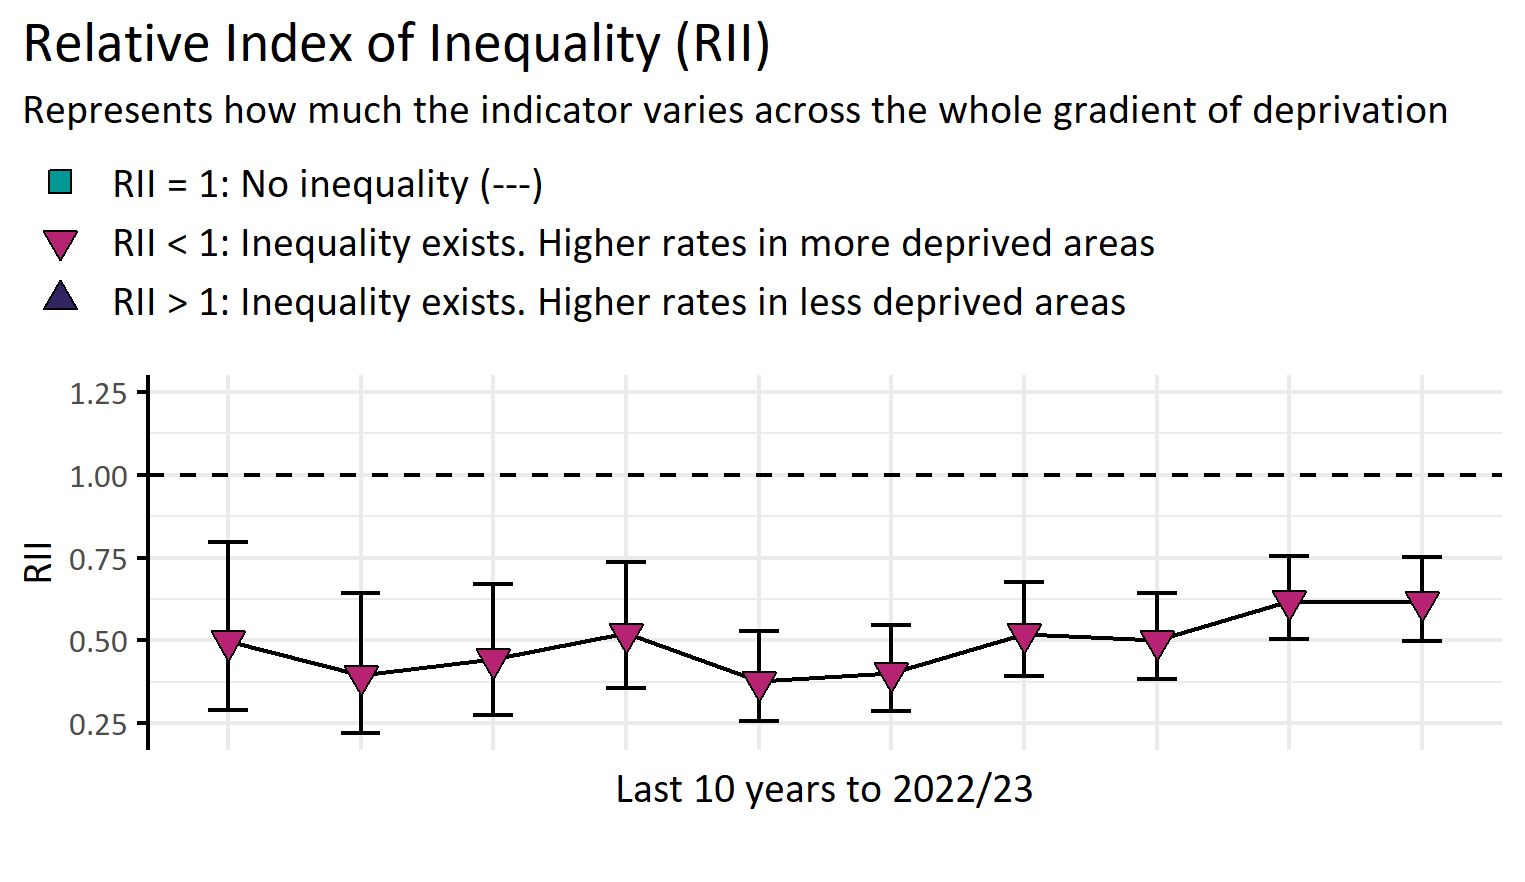 Relative Index of Inequality (RII)
Represents how much the indicator varies across the whole gradient of deprivation
RII = 1: No inequality (---)
RII < 1: Inequality exists. Higher rates in more deprived areas
RII > 1: Inequality exists. Higher rates in less deprived areas
1.25
1.00
0.75
0.50
0.25
RII
Last 10 years to 2022/23